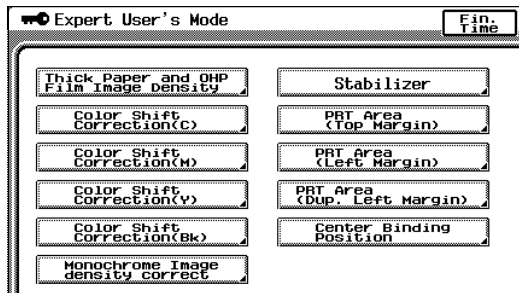 Expert User's Mode
Fin.
Time
Thick Paper and OHP
Film Image Density
Color Shift
Correction(C)
Color Shift
Correction(M)
Color Shift
Correction(Y)
Color Shift
Correction(Bk)
Monochrome Image
density correct
Stabilizer
PRT Area
(Top Margin)
PRT Area
(Left Margin)
PRT Area
(Dup. Left Margin)
Center Binding
Position